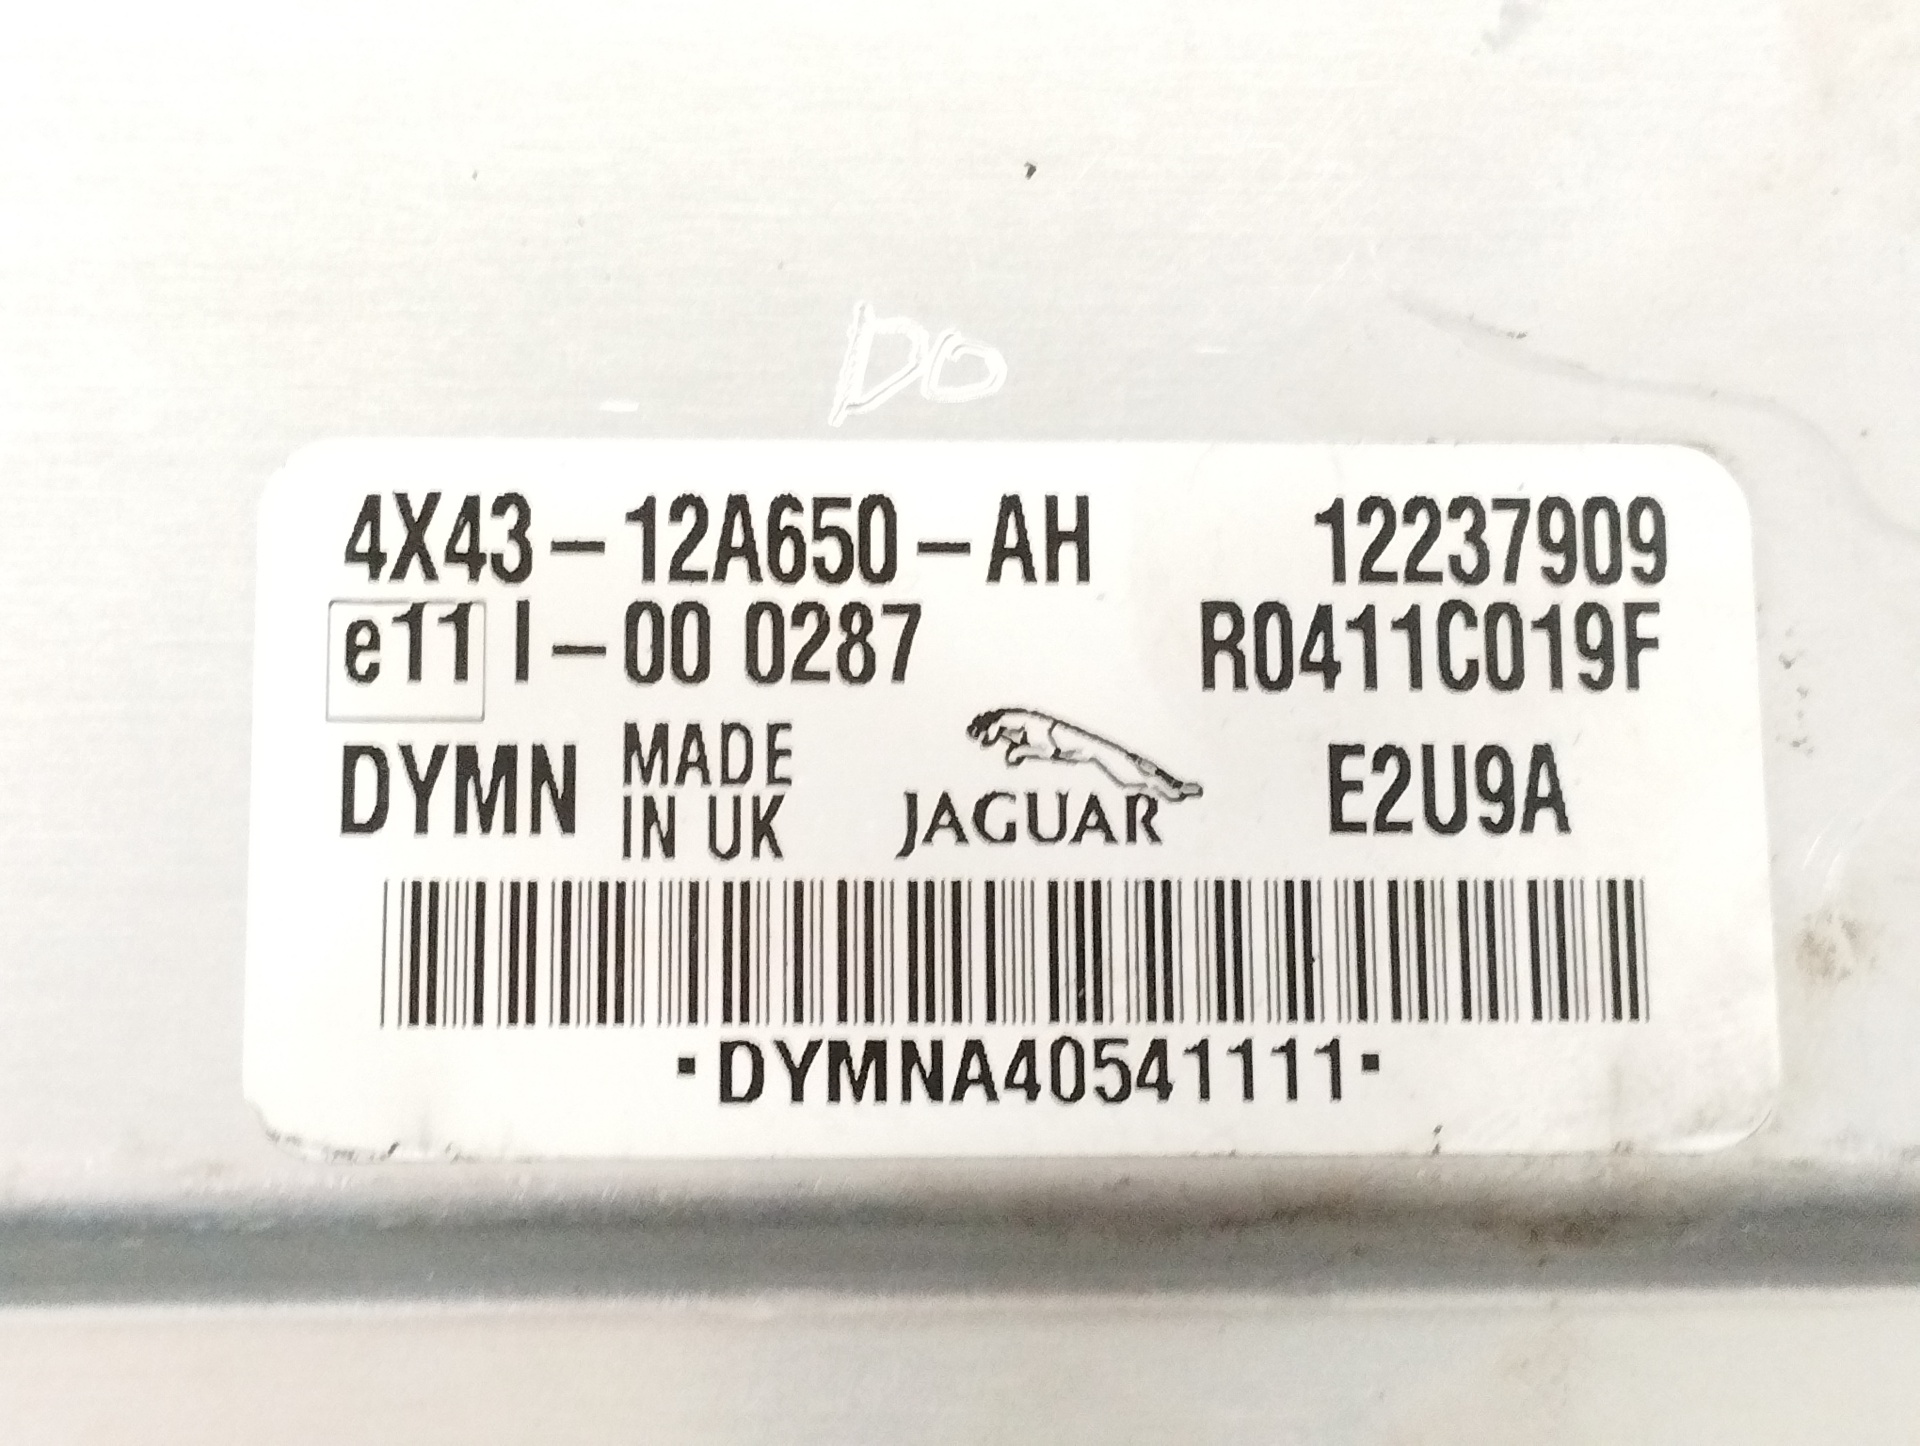 DO
4X43-12A650-AH 12237909
e11 I-00 0287 R0411C019F
DYMN MADE IN UK JAGUAR E2U9A
·DYMNA40541111·